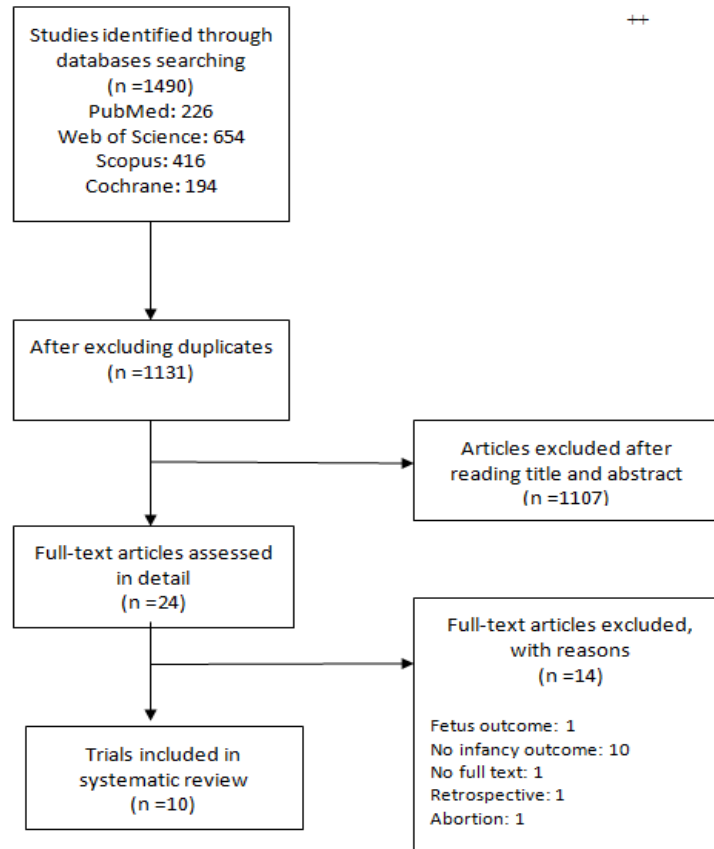 Studies identified through
databases searching
(n =1490)
PubMed: 226
Web of Science: 654
Scopus: 416
Cochrane: 194
++
After excluding duplicates
(n =1131)
Articles excluded after
reading title and abstract
(n =1107)
Full-text articles assessed
in detail
(n =24)
Full-text articles excluded,
with reasons
(n =14)
Fetus outcome: 1
No infancy outcome: 10
No full text: 1
Retrospective: 1
Abortion: 1
Trials included in
systematic review
(n =10)